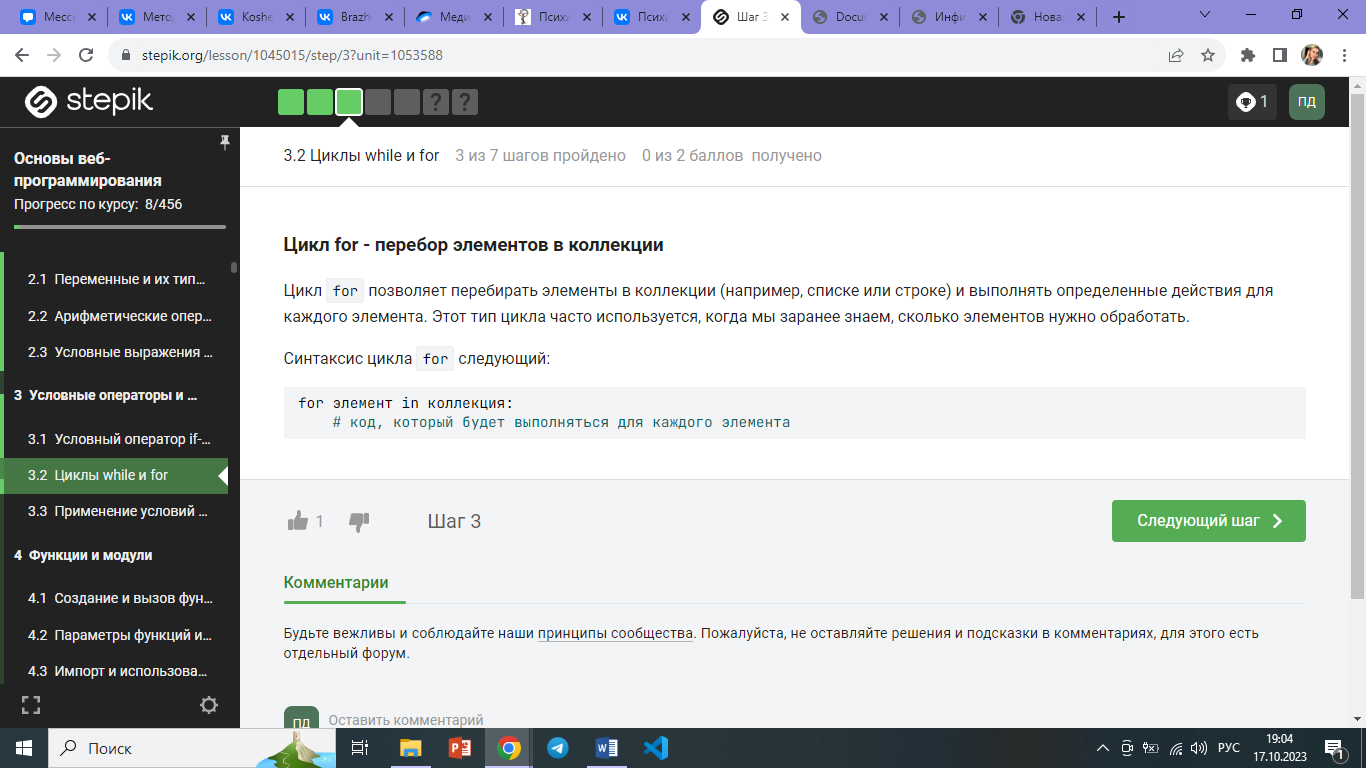 Мессе
Мето,
Koshe
Brazh
Меди
Психи
Психи
Шаг 3
Docu
Инфи
Нова
stepik.org/lesson/1045015/step/3?unit=1053588
stepik
? ?
1
ПД
Основы веб-
программирования
Прогресс по курсу: 8/456
2.1 Переменные и их тип...
2.2 Арифметические опер...
2.3 Условные выражения ...
3 Условные операторы и ...
3.1 Условный оператор if-...
3.2 Циклы while и for
3.3 Применение условий ...
4 Функции и модули
4.1 Создание и вызов фун...
4.2 Параметры функций и...
4.3 Импорт и использова...
3.2 Циклы while и for 3 из 7 шагов пройдено 0 из 2 баллов получено
Цикл for - перебор элементов в коллекции
Цикл for позволяет перебирать элементы в коллекции (например, списке или строке) и выполнять определенные действия для
каждого элемента. Этот тип цикла часто используется, когда мы заранее знаем, сколько элементов нужно обработать.
Синтаксис цикла for следующий:
for элемент in коллекция:
# код, который будет выполняться для каждого элемента
1
Шаг 3
Следующий шаг
Комментарии
Будьте вежливы и соблюдайте наши принципы сообщества. Пожалуйста, не оставляйте решения и подсказки в комментариях, для этого есть
отдельный форум.
ПД
Оставить комментарий
Поиск
РУС
19:04
17.10.2023
1